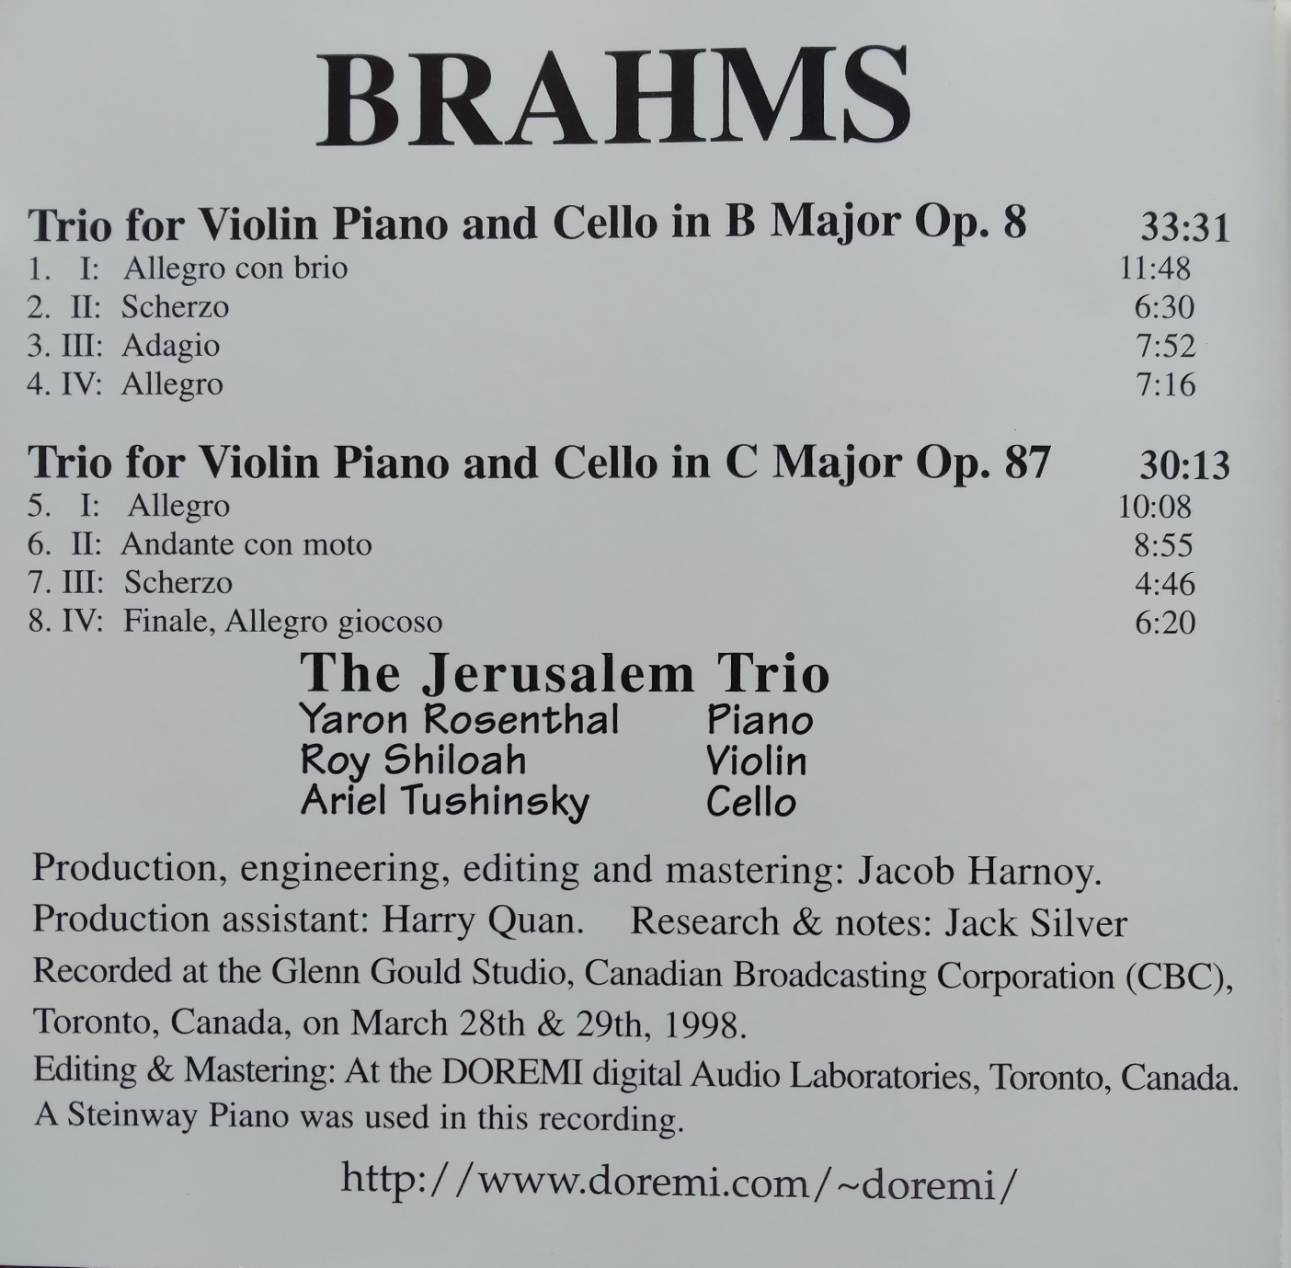 BRAHMS
Trio for Violin Piano and Cello in B Major Op. 8 33:31
1. I: Allegro con brio 11:48
2. II: Scherzo 6:30
3. III: Adagio 7:52
4. IV: Allegro 7:16
Trio for Violin Piano and Cello in C Major Op. 87 30:13
5. I: Allegro 10:08
6. II: Andante con moto 8:55
7. III: Scherzo 4:46
8. IV: Finale, Allegro giocoso 6:20
The Jerusalem Trio
Yaron Rosenthal Piano
Roy Shiloah Violin
Ariel Tushinsky Cello
Production, engineering, editing and mastering: Jacob Harnoy.
Production assistant: Harry Quan. Research & notes: Jack Silver
Recorded at the Glenn Gould Studio, Canadian Broadcasting Corporation (CBC),
Toronto, Canada, on March 28th & 29th, 1998.
Editing & Mastering: At the DOREMI digital Audio Laboratories, Toronto, Canada.
A Steinway Piano was used in this recording.
http://www.doremi.com/~doremi/